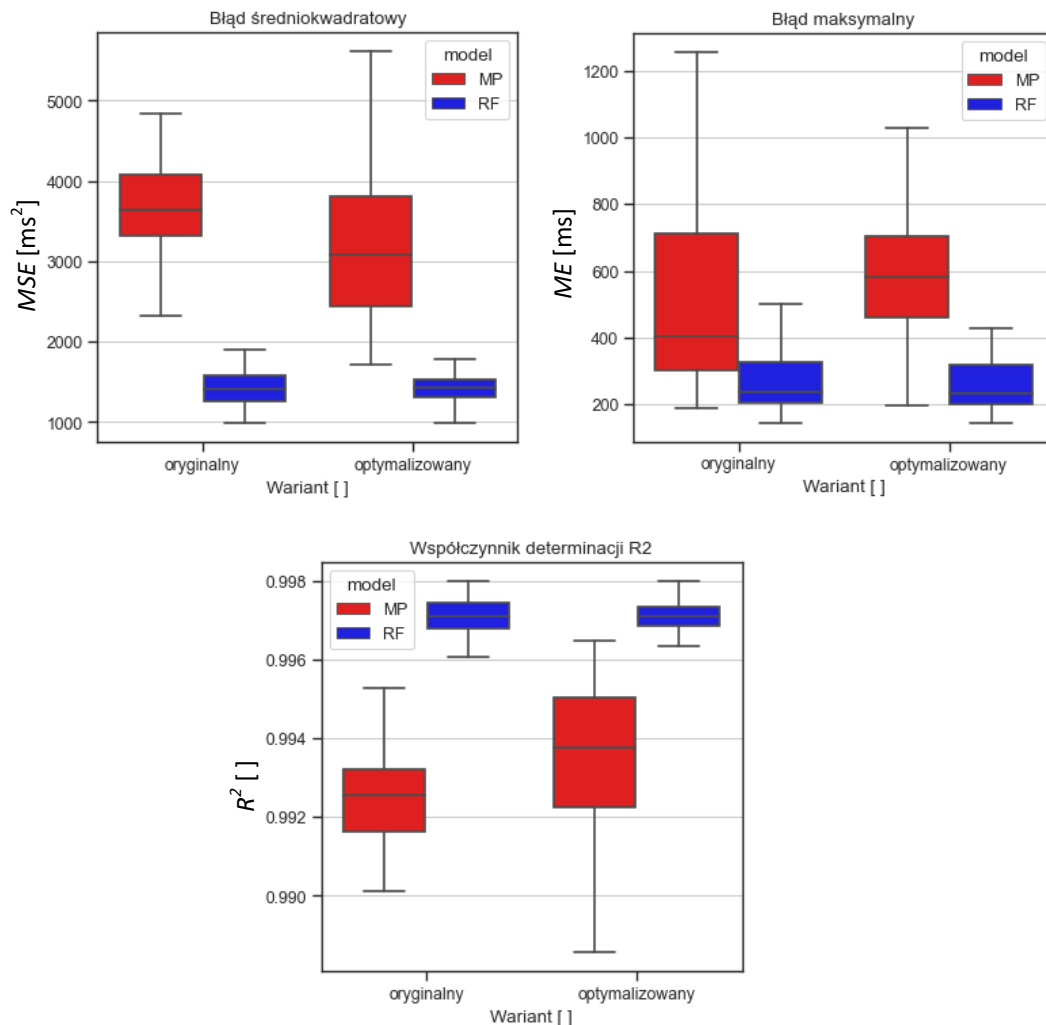 Błąd średniokwadratowy
MSE [ms²]
5000
4000
3000
2000
1000
model
MP
RF
oryginalny
optymalizowany
Wariant [ ]
Błąd maksymalny
ME [ms]
1200
1000
800
600
400
200
model
MP
RF
oryginalny
optymalizowany
Wariant [ ]
Współczynnik determinacji R2
R² [ ]
0.998
0.996
0.994
0.992
0.990
model
MP
RF
oryginalny
optymalizowany
Wariant [ ]